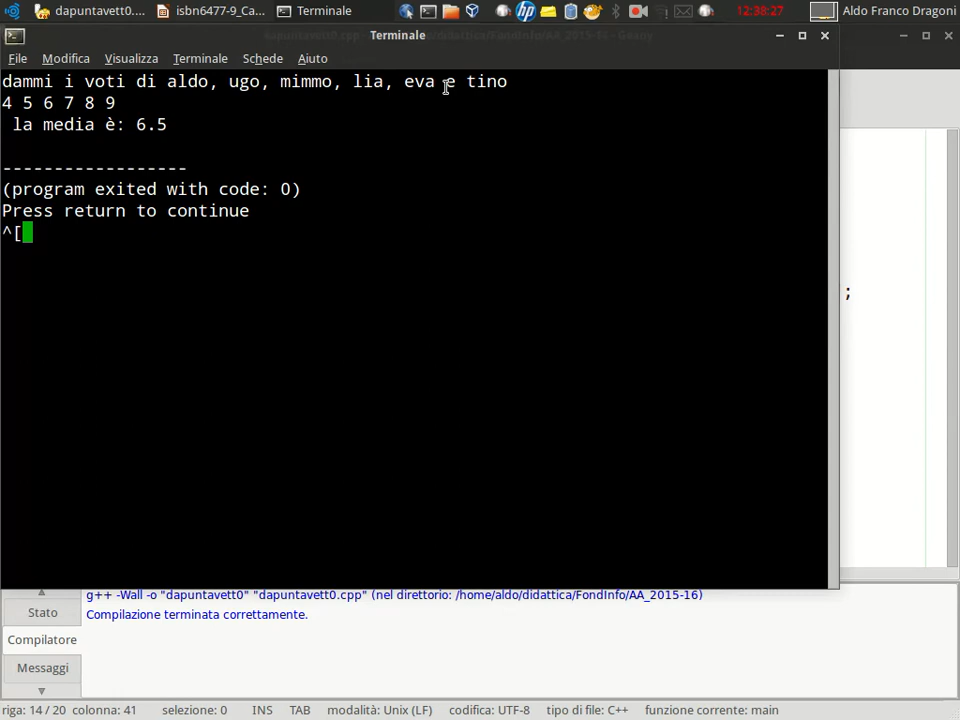 dapuntavett0.... isbn6477-9_Ca... Terminale 12:38:27 Aldo Franco Dragoni
Terminale
File Modifica Visualizza Terminale Schede Aiuto
dammi i voti di aldo, ugo, mimmo, lia, eva e tino
4 5 6 7 8 9
la media è: 6.5
------------------
(program exited with code: 0)
Press return to continue
^[
;
g++ -Wall -o "dapuntavett0" "dapuntavett0.cpp" (nel direttorio: /home/aldo/didattica/FondInfo/AA_2015-16)
Stato
Compilazione terminata correttamente.
Compilatore
Messaggi
riga: 14 / 20 colonna: 41 selezione: 0 INS TAB modalità: Unix (LF) codifica: UTF-8 tipo di file: C++ funzione corrente: main